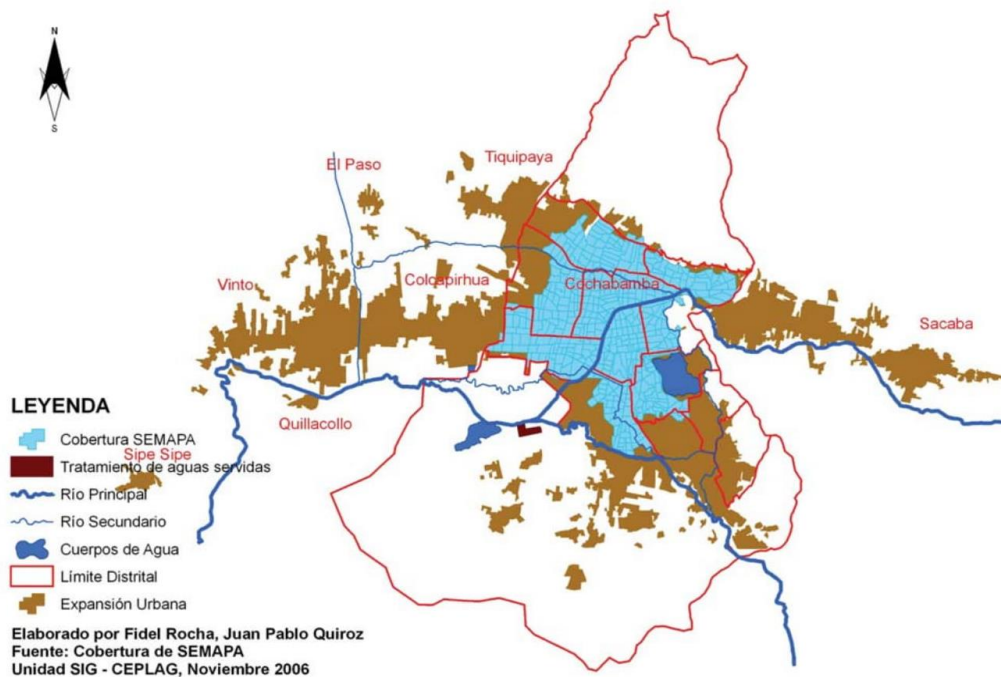 N
S
El Paso
Tiquipaya
Vinto
Colcapirhua
Cochabamba
Sacaba
Quillacollo
Sipe Sipe
LEYENDA
Cobertura SEMAPA
Tratamiento de aguas servidas
Río Principal
Río Secundario
Cuerpos de Agua
Límite Distrital
Expansión Urbana
Elaborado por Fidel Rocha, Juan Pablo Quiroz
Fuente: Cobertura de SEMAPA
Unidad SIG - CEPLAG, Noviembre 2006